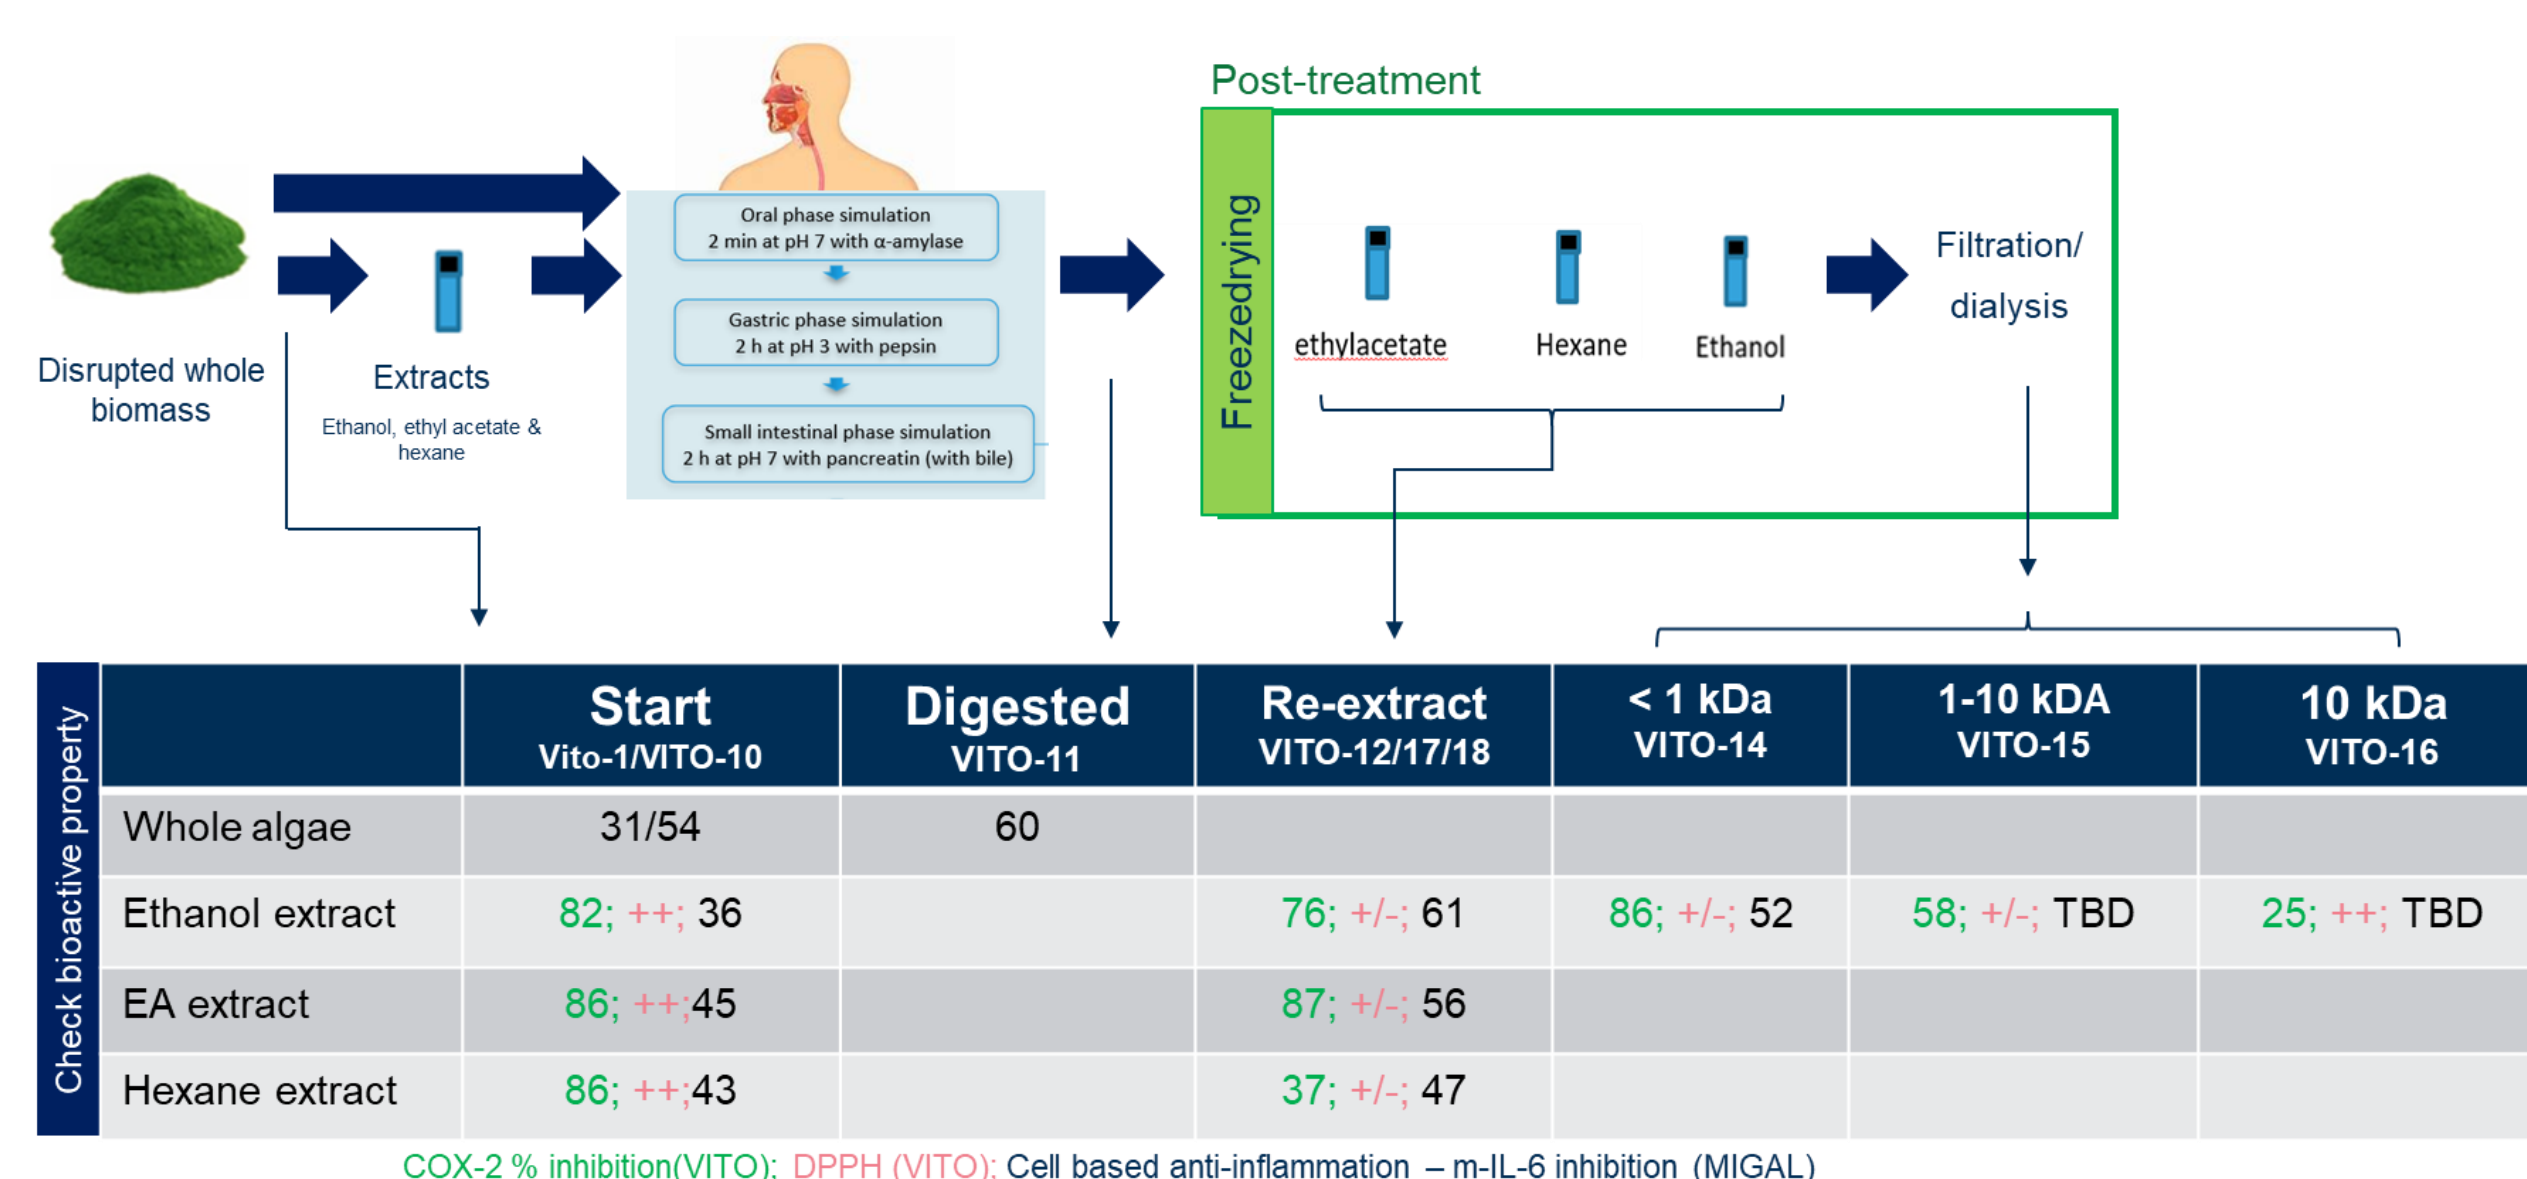 Post-treatment
Disrupted whole
biomass
Extracts
Ethanol, ethyl acetate &
hexane
Oral phase simulation
2 min at pH 7 with α-amylase
Gastric phase simulation
2 h at pH 3 with pepsin
Small intestinal phase simulation
2 h at pH 7 with pancreatin (with bile)
Freezedrying
ethylacetate
Hexane
Ethanol
Filtration/
dialysis
Check bioactive property
Start
Vito-1/VITO-10
Digested
VITO-11
Re-extract
VITO-12/17/18
< 1 kDa
VITO-14
1-10 kDA
VITO-15
10 kDa
VITO-16
Whole algae 31/54 60
Ethanol extract 82; ++; 36 76; +/-; 61 86; +/-; 52 58; +/-; TBD 25; ++; TBD
EA extract 86; ++;45 87; +/-; 56
Hexane extract 86; ++;43 37; +/-; 47
COX-2 % inhibition(VITO); DPPH (VITO); Cell based anti-inflammation – m-IL-6 inhibition (MIGAL)